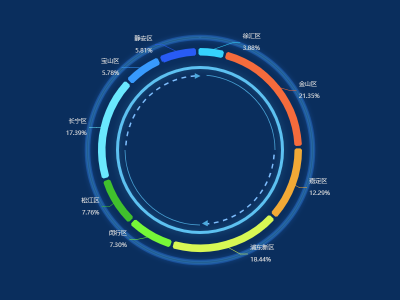 徐汇区
3.88%
金山区
21.35%
嘉定区
12.29%
浦东新区
18.44%
闵行区
7.30%
松江区
7.76%
长宁区
17.39%
宝山区
5.78%
静安区
5.81%